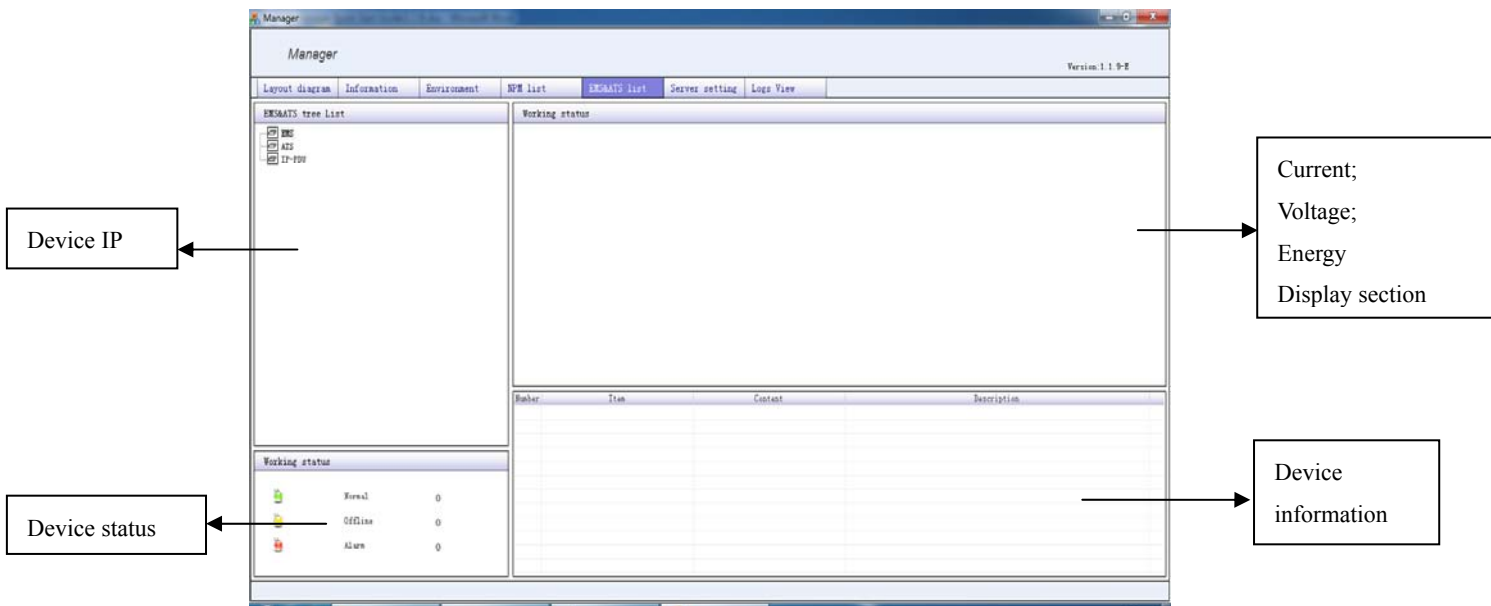 Manager
Manager
Version:1.1.9-E
Layout diagram Information Environment NPM list EMS&ATS list Server setting Logs View
EMS&ATS tree List
EMS
ATS
IP-PDU
Working status
Device IP
Current;
Voltage;
Energy
Display section
Number Item Content Description
Working status
Normal 0
Offline 0
Alarm 0
Device status
Device
information